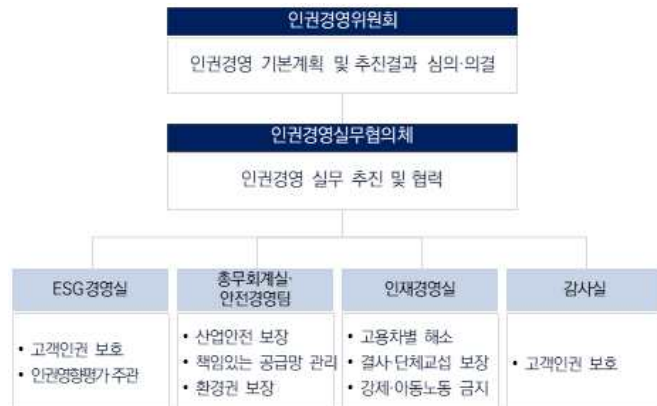 인권경영위원회
인권경영 기본계획 및 추진결과 심의·의결
인권경영실무협의체
인권경영 실무 추진 및 협력
ESG경영실
• 고객인권 보호
• 인권영향평가 주관
총무회계실·
안전경영팀
• 산업안전 보장
• 책임있는 공급망 관리
• 환경권 보장
인재경영실
• 고용차별 해소
• 결사·단체교섭 보장
• 강제·아동노동 금지
감사실
• 고객인권 보호